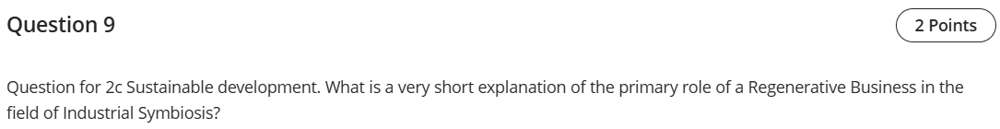 Question 9
2 Points
Question for 2c Sustainable development. What is a very short explanation of the primary role of a Regenerative Business in the
field of Industrial Symbiosis?